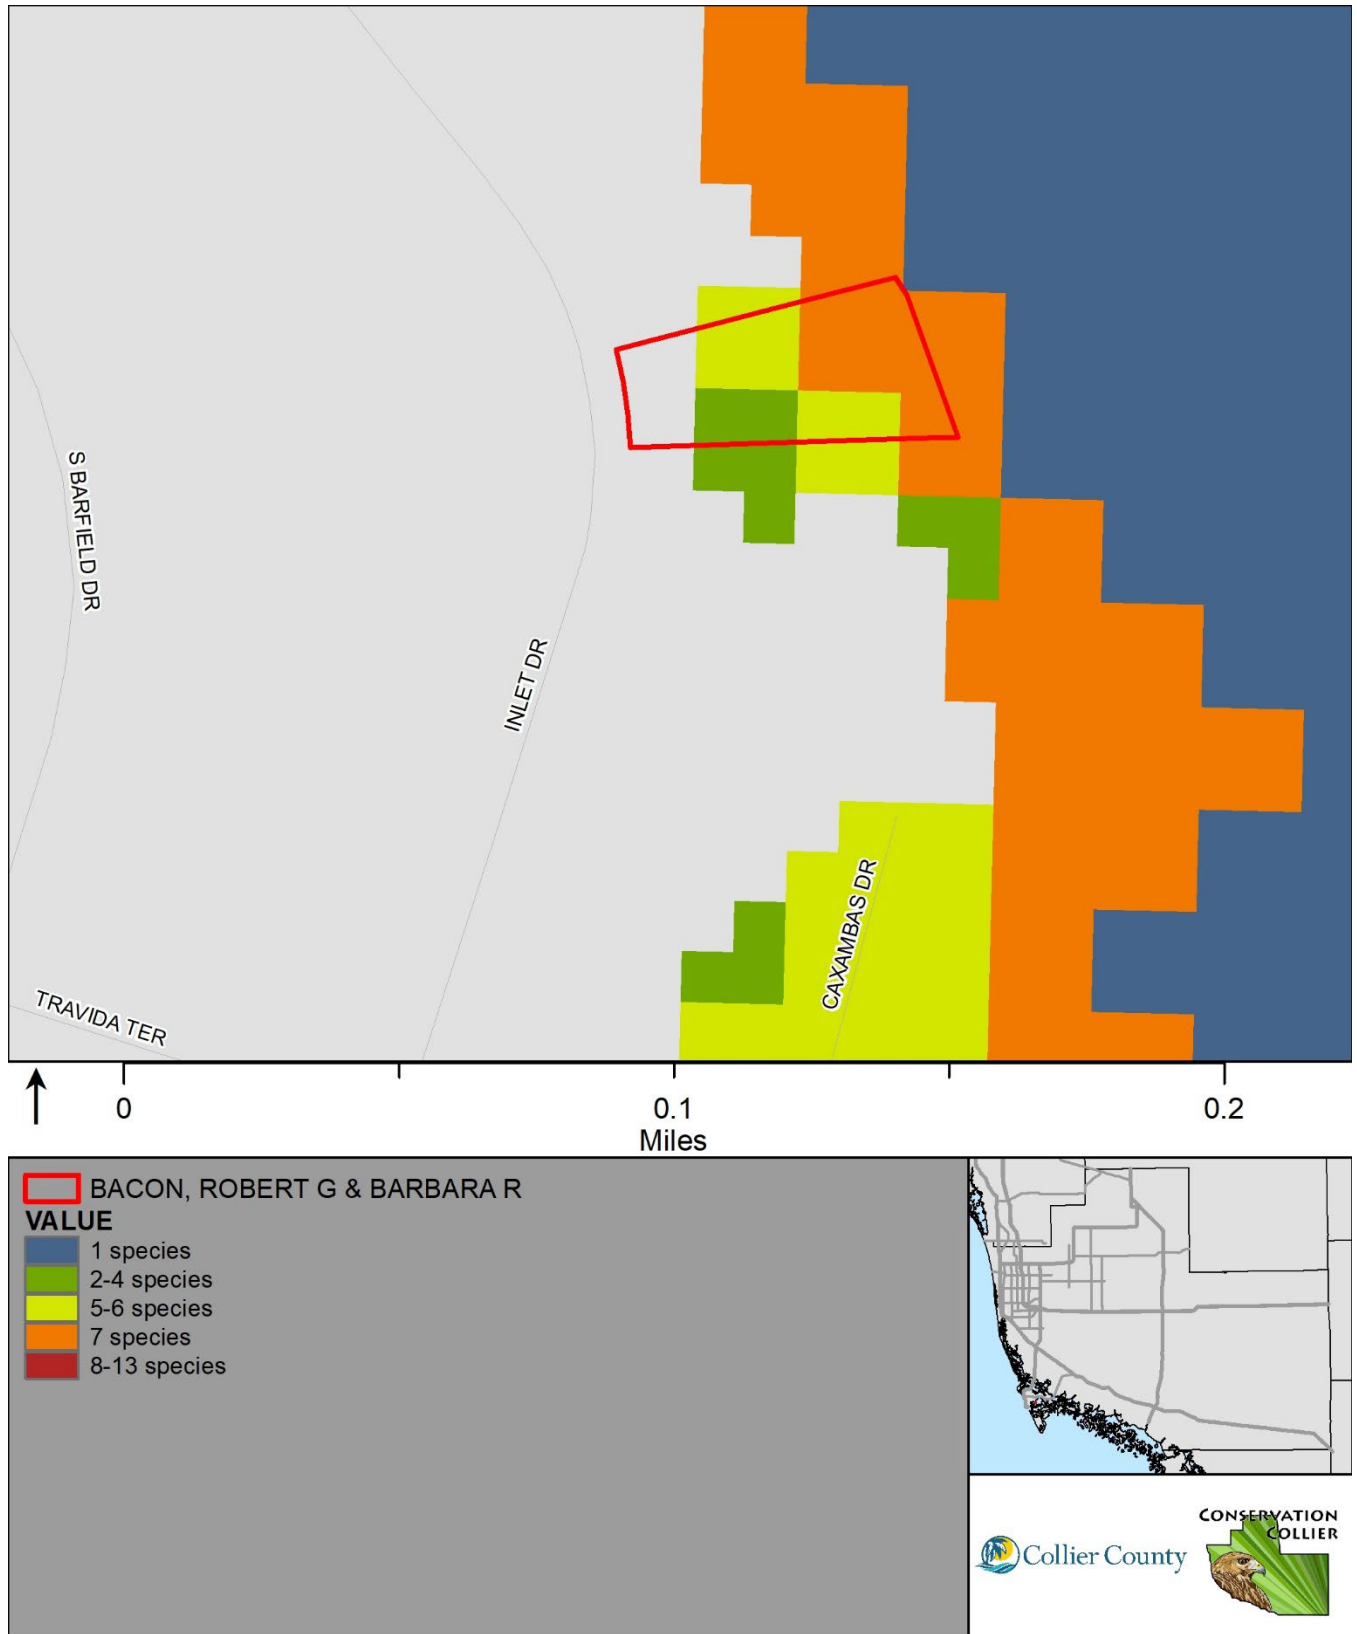 S BARFIELD DR
INLET DR
CAXAMBAS DR
TRAVIDA TER
0
0.1
0.2
Miles
BACON, ROBERT G & BARBARA R
VALUE
1 species
2-4 species
5-6 species
7 species
8-13 species
Collier County
CONSERVATION
COLLIER